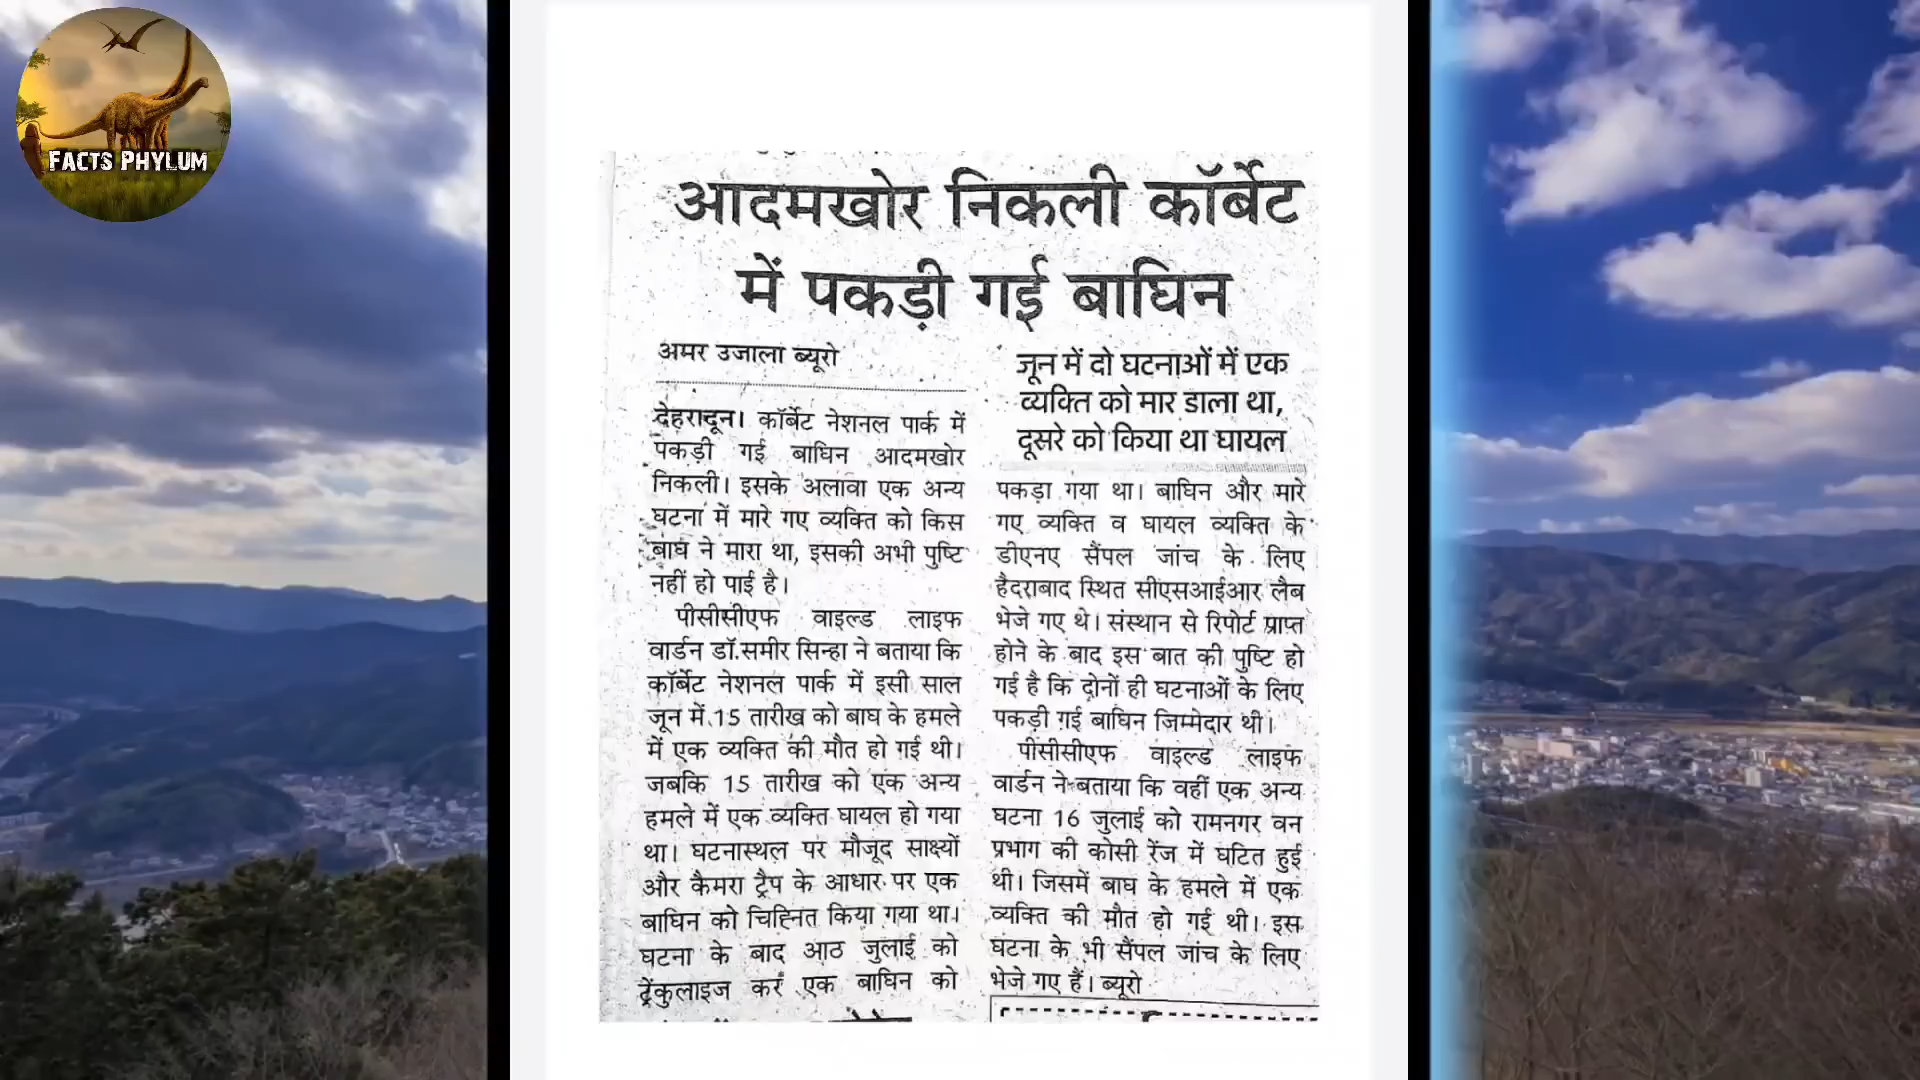 FACTS PHYLUM
आदमखोर निकली कॉर्बेट
में पकड़ी गई बाघिन
अमर उजाला ब्यूरो
देहरादून। कॉर्बेट नेशनल पार्क में
पकड़ी गई बाघिन आदमखोर
निकली। इसके अलावा एक अन्य
घटना में मारे गए व्यक्ति को किस
बाघ ने मारा था, इसकी अभी पुष्टि
नहीं हो पाई है।
पीसीसीएफ वाइल्ड लाइफ
वार्डन डॉ.समीर सिन्हा ने बताया कि
कॉर्बेट नेशनल पार्क में इसी साल
जून में 15 तारीख को बाघ के हमले
में एक व्यक्ति की मौत हो गई थी।
जबकि 15 तारीख को एक अन्य
हमले में एक व्यक्ति घायल हो गया
था। घटनास्थल पर मौजूद साक्ष्यों
और कैमरा ट्रैप के आधार पर एक
बाघिन को चिह्नित किया गया था।
घटना के बाद आठ जुलाई को
ट्रेंकुलाइज कर एक बाघिन को
जून में दो घटनाओं में एक
व्यक्ति को मार डाला था,
दूसरे को किया था घायल
पकड़ा गया था। बाघिन और मारे
गए व्यक्ति व घायल व्यक्ति के
डीएनए सैंपल जांच के लिए
हैदराबाद स्थित सीएसआईआर लैब
भेजे गए थे। संस्थान से रिपोर्ट प्राप्त
होने के बाद इस बात की पुष्टि हो
गई है कि दोनों ही घटनाओं के लिए
पकड़ी गई बाघिन जिम्मेदार थी।
पीसीसीएफ वाइल्ड लाइफ
वार्डन ने बताया कि वहीं एक अन्य
घटना 16 जुलाई को रामनगर वन
प्रभाग की कोसी रेंज में घटित हुई
थी। जिसमें बाघ के हमले में एक
व्यक्ति की मौत हो गई थी। इस
घटना के भी सैंपल जांच के लिए
भेजे गए हैं। ब्यूरो